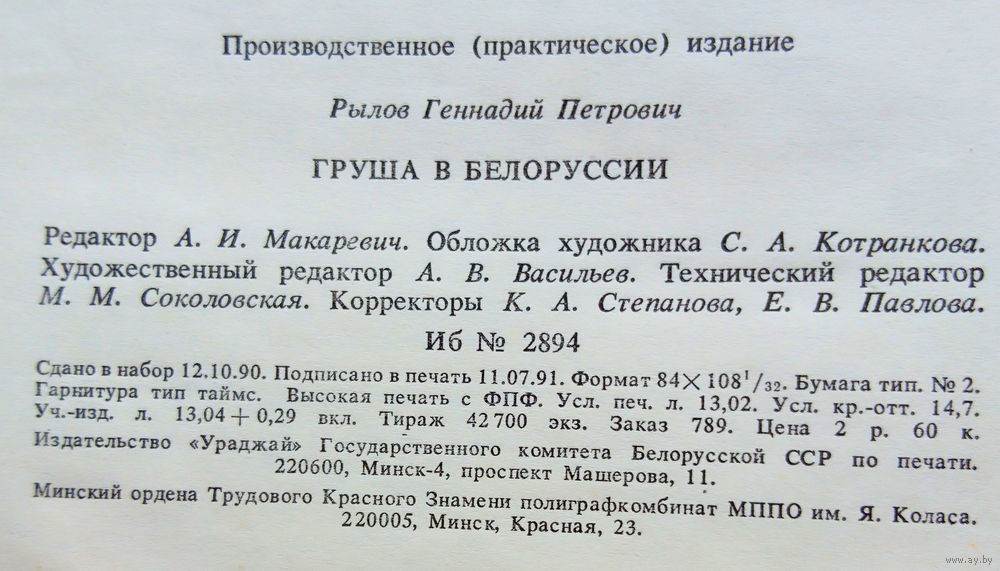 Производственное (практическое) издание
Рылов Геннадий Петрович
ГРУША В БЕЛОРУССИИ
Редактор А. И. Макаревич. Обложка художника С. А. Котранкова.
Художественный редактор А. В. Васильев. Технический редактор
М. М. Соколовская. Корректоры К. А. Степанова, Е. В. Павлова.
Иб № 2894
Сдано в набор 12.10.90. Подписано в печать 11.07.91. Формат 84×108¹/₃₂. Бумага тип. № 2.
Гарнитура тип таймс. Высокая печать с ФПФ. Усл. печ. л. 13,02. Усл. кр.-отт. 14,7.
Уч.-изд. л. 13,04+0,29 вкл. Тираж 42 700 экз. Заказ 789. Цена 2 р. 60 к.
Издательство «Ураджай» Государственного комитета Белорусской ССР по печати.
220600, Минск-4, проспект Машерова, 11.
Минский ордена Трудового Красного Знамени полиграфкомбинат МППО им. Я. Коласа.
220005, Минск, Красная, 23.
www.ay.by